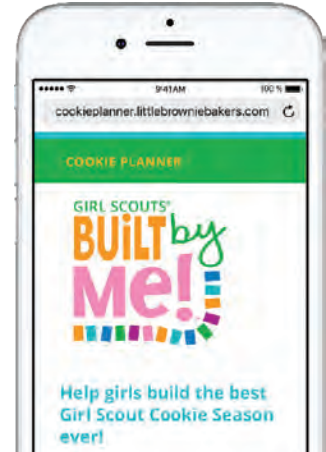 9:41 AM 100 %
cookieplanner.littlebrowniebakers.com
COOKIE PLANNER
GIRL SCOUTS'
BUiLT by
Me!
Help girls build the best
Girl Scout Cookie Season
ever!